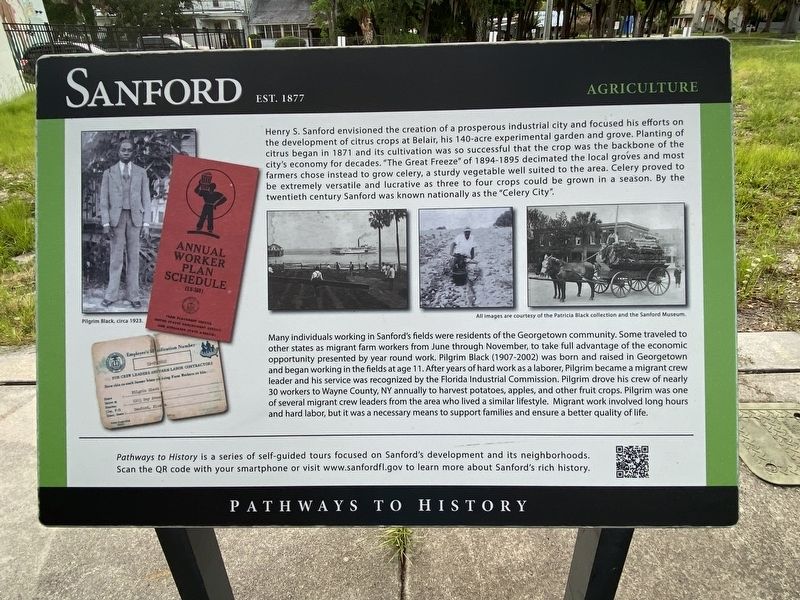 SANFORD EST. 1877
AGRICULTURE
Henry S. Sanford envisioned the creation of a prosperous industrial city and focused his efforts on
the development of citrus crops at Belair, his 140-acre experimental garden and grove. Planting of
citrus began in 1871 and its cultivation was so successful that the crop was the backbone of the
city's economy for decades. "The Great Freeze" of 1894-1895 decimated the local groves and most
farmers chose instead to grow celery, a sturdy vegetable well suited to the area. Celery proved to
be extremely versatile and lucrative as three to four crops could be grown in a season. By the
twentieth century Sanford was known nationally as the "Celery City".
ANNUAL
WORKER
PLAN
SCHEDULE
Pilgrim Black, circa 1923.
All images are courtesy of the Patricia Black collection and the Sanford Museum.
Employer's Identification Number
FOR CREW LEADERS
Many individuals working in Sanford's fields were residents of the Georgetown community. Some traveled to
other states as migrant farm workers from June through November, to take full advantage of the economic
opportunity presented by year round work. Pilgrim Black (1907-2002) was born and raised in Georgetown
and began working in the fields at age 11. After years of hard work as a laborer, Pilgrim became a migrant crew
leader and his service was recognized by the Florida Industrial Commission. Pilgrim drove his crew of nearly
30 workers to Wayne County, NY annually to harvest potatoes, apples, and other fruit crops. Pilgrim was one
of several migrant crew leaders from the area who lived a similar lifestyle. Migrant work involved long hours
and hard labor, but it was a necessary means to support families and ensure a better quality of life.
Pathways to History is a series of self-guided tours focused on Sanford's development and its neighborhoods.
Scan the QR code with your smartphone or visit www.sanfordfl.gov to learn more about Sanford's rich history.
PATHWAYS TO HISTORY